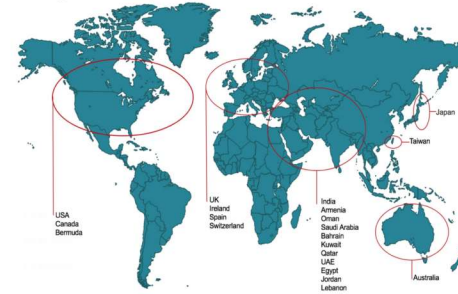 Japan
Taiwan
USA
Canada
Bermuda
UK
Ireland
Spain
Switzerland
India
Armenia
Oman
Saudi Arabia
Bahrain
Kuwait
Qatar
UAE
Egypt
Jordan
Lebanon
Australia